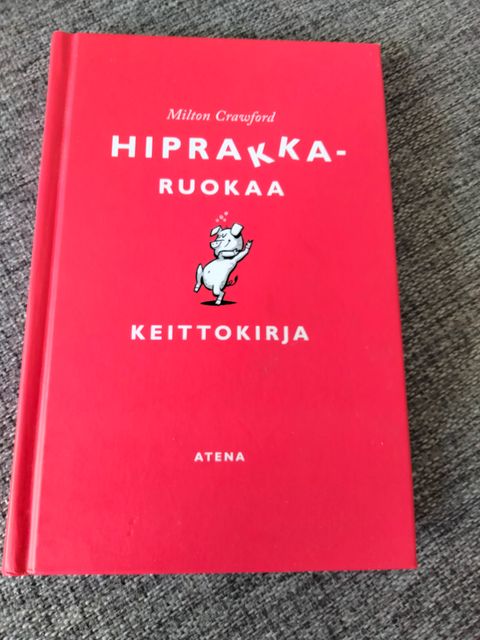 Milton Crawford
HIPRAKKA-
RUOKAA
KEITTOKIRJA
ATENA